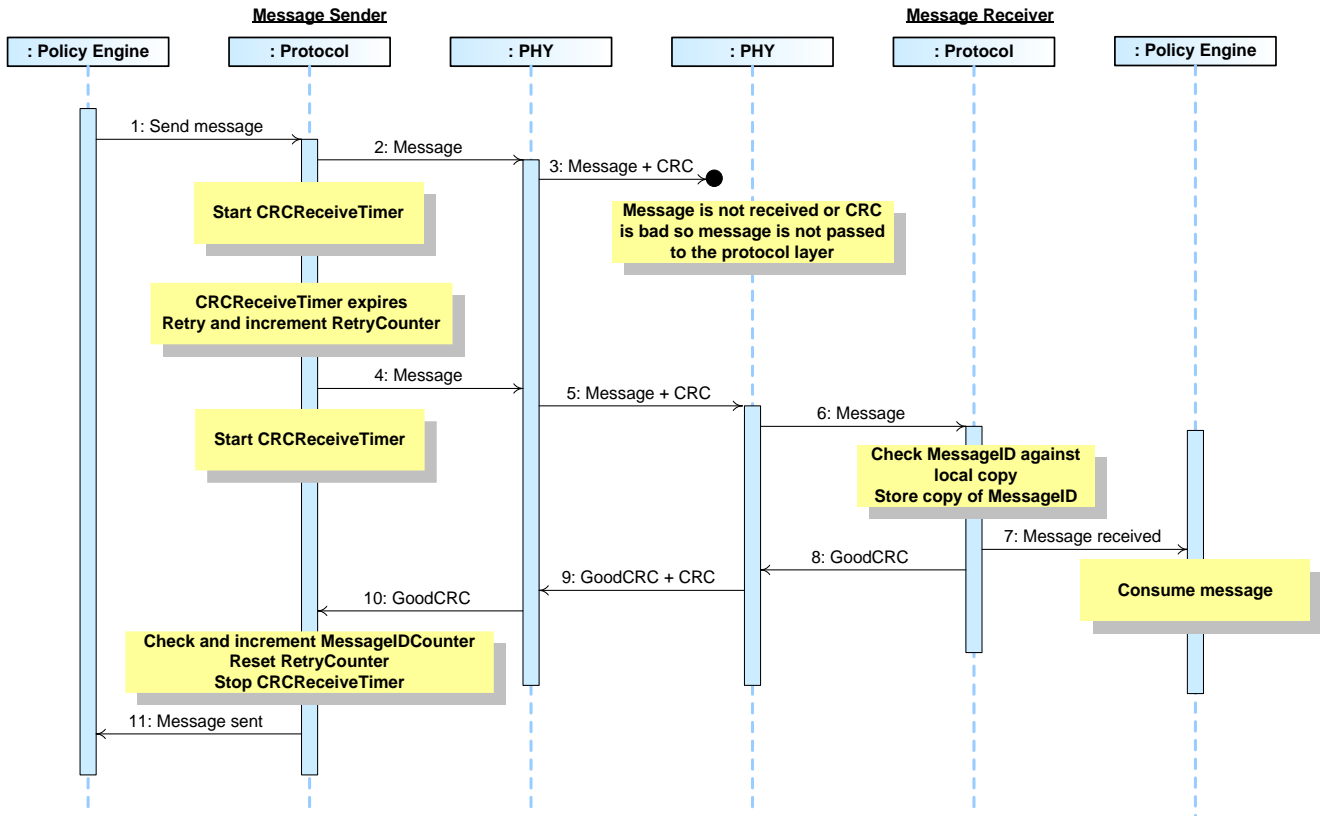 Message Sender
Message Receiver
: Policy Engine
: Protocol
: PHY
: PHY
: Protocol
: Policy Engine
1: Send message
2: Message
3: Message + CRC
Start CRCReceiveTimer
Message is not received or CRC
is bad so message is not passed
to the protocol layer
CRCReceiveTimer expires
Retry and increment RetryCounter
4: Message
5: Message + CRC
6: Message
Start CRCReceiveTimer
Check MessageID against
local copy
Store copy of MessageID
7: Message received
8: GoodCRC
9: GoodCRC + CRC
10: GoodCRC
Consume message
Check and increment MessageIDCounter
Reset RetryCounter
Stop CRCReceiveTimer
11: Message sent